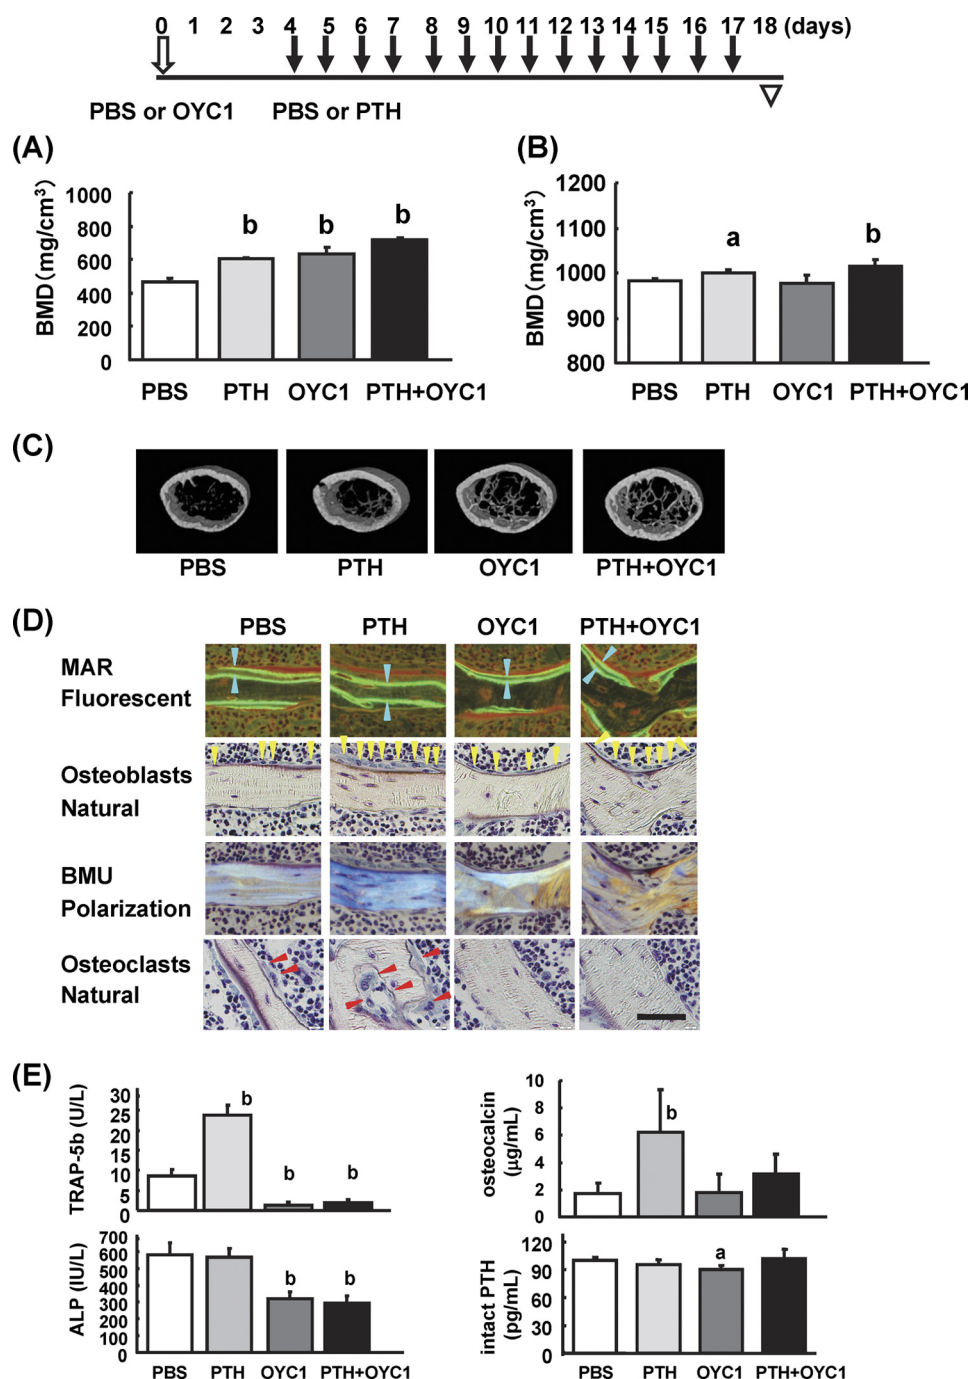 0 1 2 3 4 5 6 7 8 9 10 11 12 13 14 15 16 17 18 (days)
PBS or OYC1 PBS or PTH
(A)
BMD(mg/cm³)
1000
800
600
400
200
0
b b b
PBS PTH OYC1 PTH+OYC1
(B)
BMD(mg/cm³)
1200
1100
1000
900
800
a b
PBS PTH OYC1 PTH+OYC1
(C)
PBS PTH OYC1 PTH+OYC1
(D)
PBS PTH OYC1 PTH+OYC1
MAR
Fluorescent
Osteoblasts
Natural
BMU
Polarization
Osteoclasts
Natural
(E)
TRAP-5b (U/L)
30
25
20
10
0
b b b
osteocalcin
(μg/mL)
10
8
6
4
2
0
b
ALP (IU/L)
700
600
500
400
300
200
100
0
b b
PBS PTH OYC1 PTH+OYC1
intact PTH
(pg/mL)
120
90
60
30
0
a
PBS PTH OYC1 PTH+OYC1